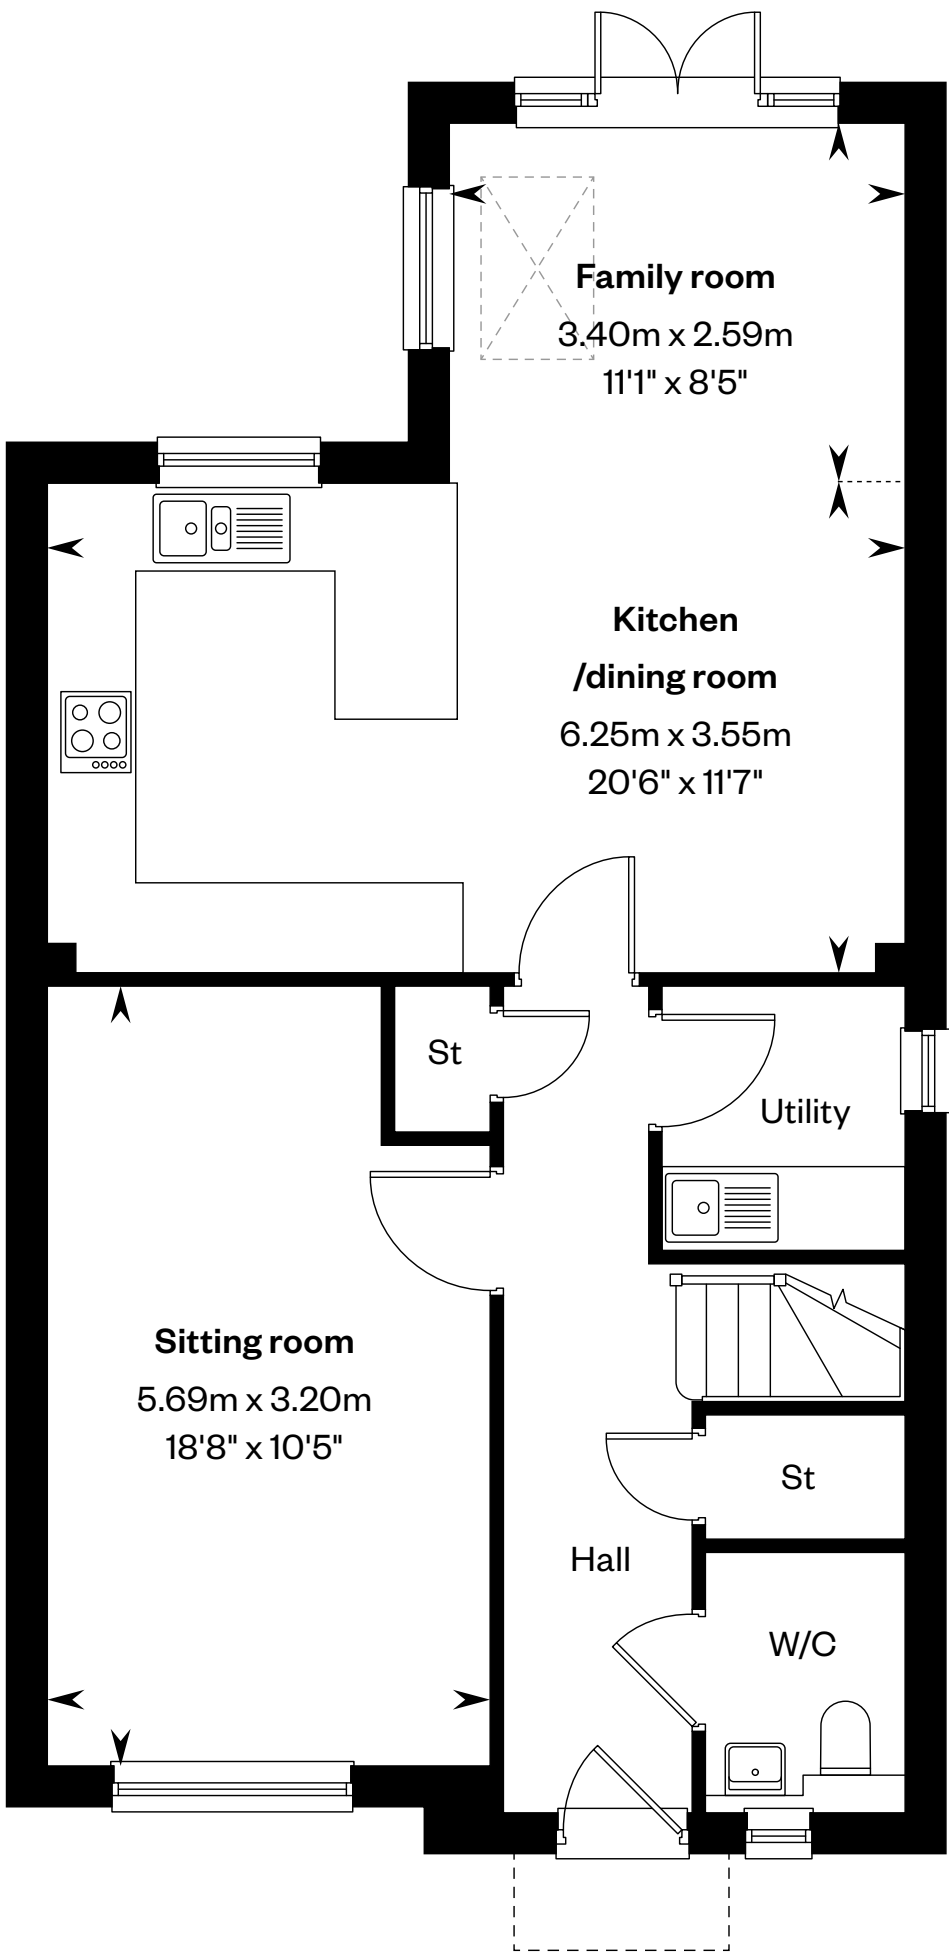 Family room
3.40m x 2.59m
11'1" x 8'5"
Kitchen
/dining room
6.25m x 3.55m
20'6" x 11'7"
St
Utility
Sitting room
5.69m x 3.20m
18'8" x 10'5"
St
Hall
W/C